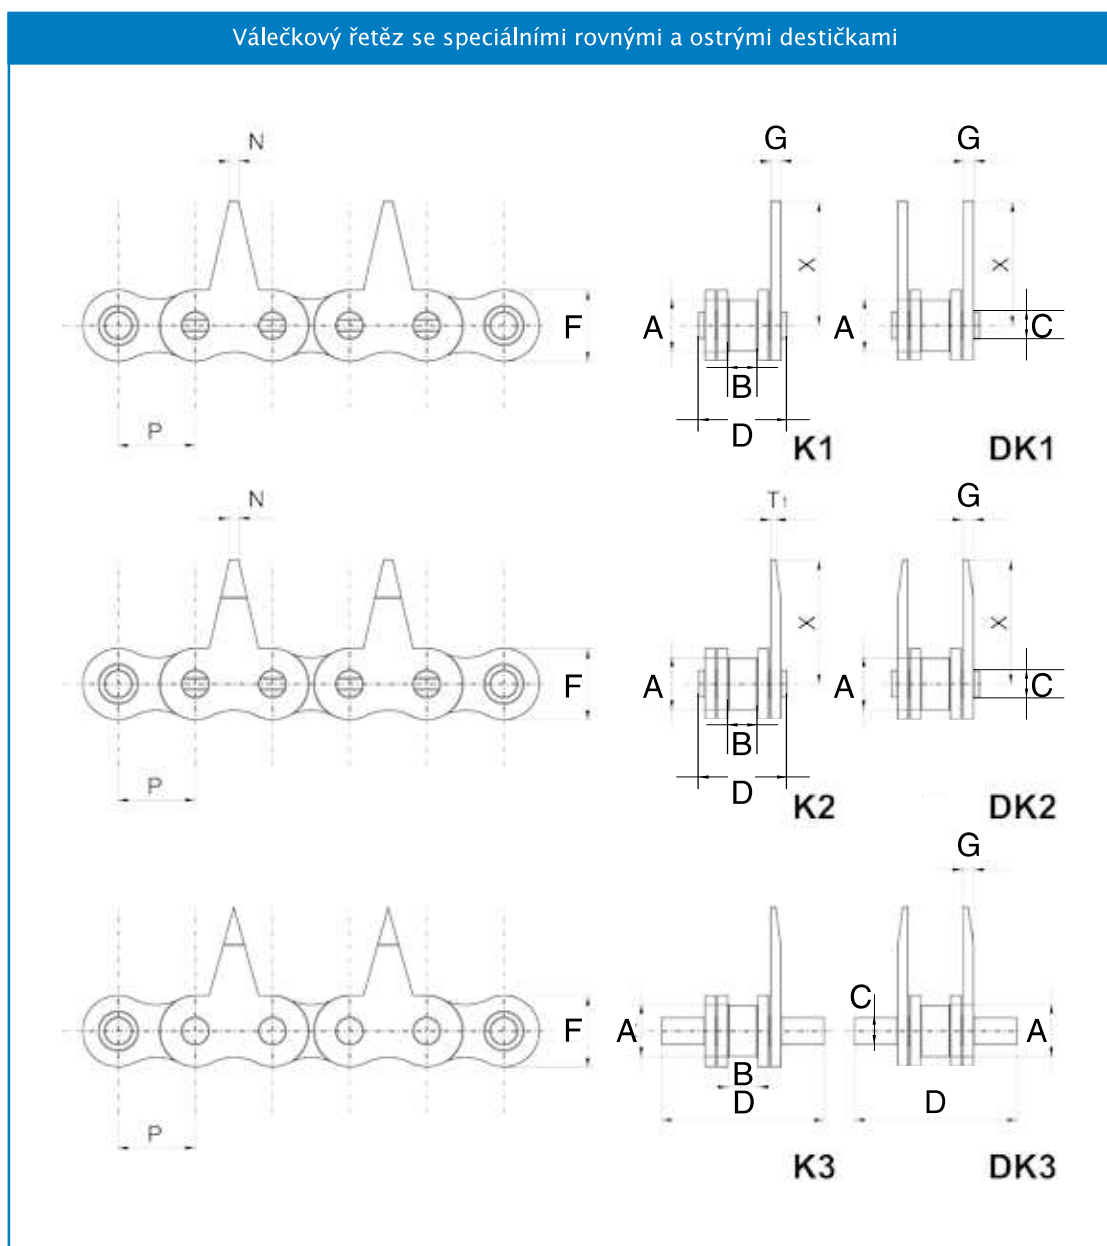 Válečkový řetěz se speciálními rovnými a ostrými destičkami
N G G
X X
F A A C
B
P D
K1 DK1
N T1 G
X X
F A A C
B
P D
K2 DK2
G
C
F A A
B
D D
P
K3 DK3